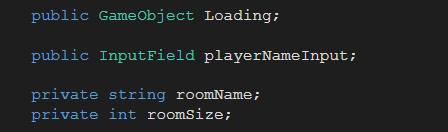 public GameObject Loading;
public InputField playerNameInput;
private string roomName;
private int roomSize;